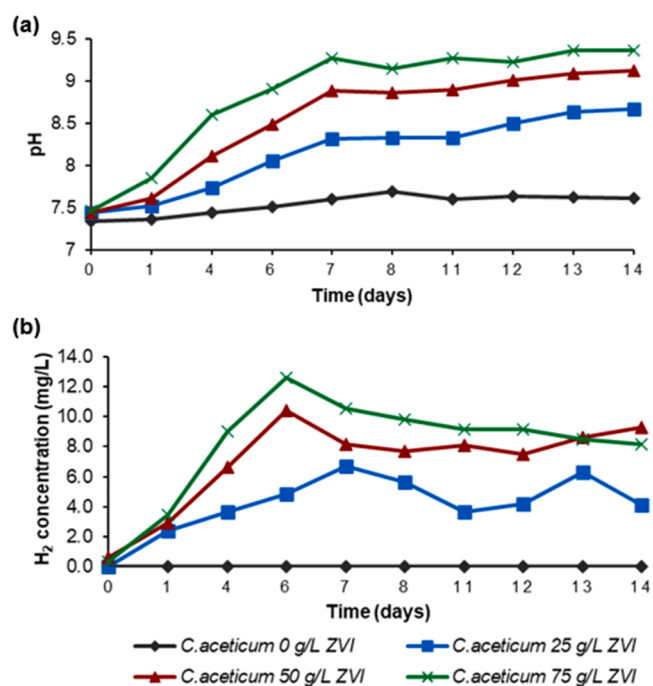 (a)
9.5
9
8.5
8
7.5
7
pH
0 1 4 6 7 8 11 12 13 14
Time (days)
(b)
16.0
14.0
12.0
10.0
8.0
6.0
4.0
2.0
0.0
H₂ concentration (mg/L)
0 1 4 6 7 8 11 12 13 14
Time (days)
C.aceticum 0 g/L ZVI C.aceticum 25 g/L ZVI
C.aceticum 50 g/L ZVI C.aceticum 75 g/L ZVI